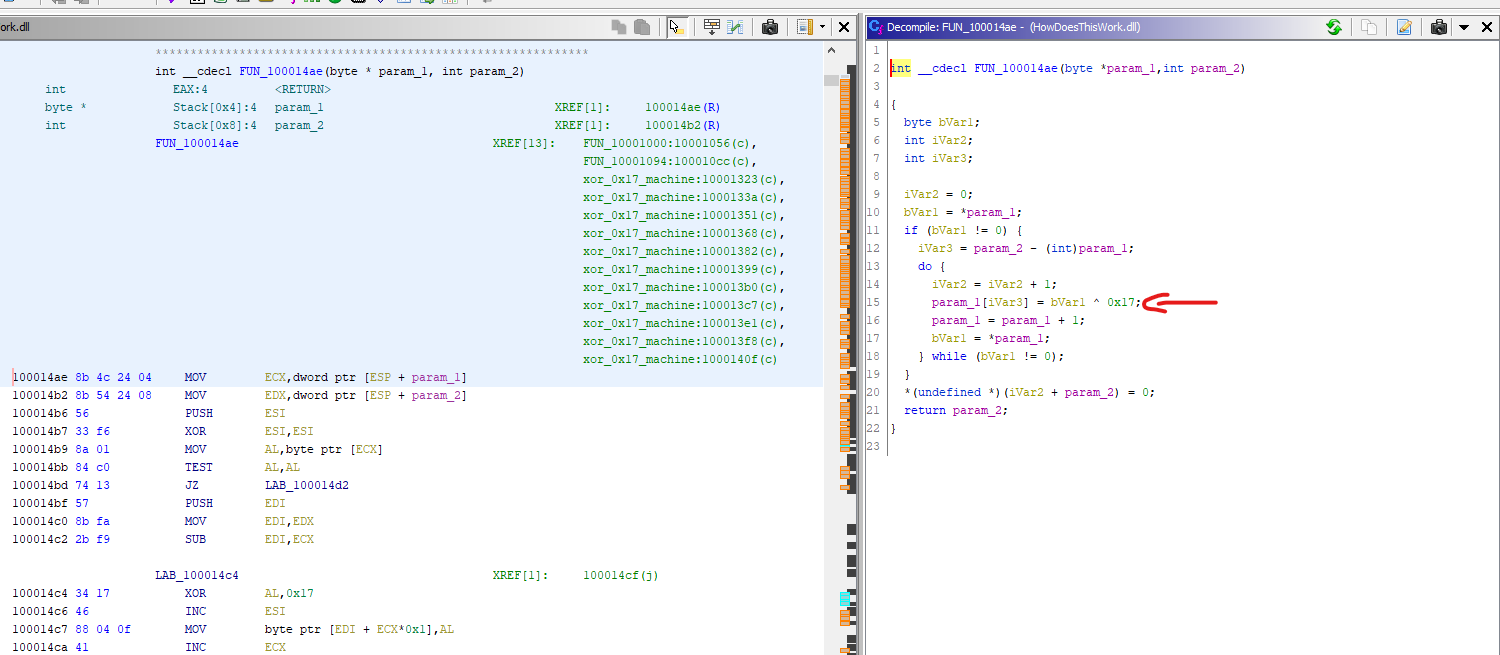 ork.dll
************************************************************
int __cdecl FUN_100014ae(byte * param_1, int param_2)
int EAX:4 <RETURN>
byte * Stack[0x4]:4 param_1 XREF[1]: 100014ae(R)
int Stack[0x8]:4 param_2 XREF[1]: 100014b2(R)
FUN_100014ae XREF[13]: FUN_10001000:10001056(c),
FUN_10001094:100010cc(c),
xor_0x17_machine:10001323(c),
xor_0x17_machine:1000133a(c),
xor_0x17_machine:10001351(c),
xor_0x17_machine:10001368(c),
xor_0x17_machine:10001382(c),
xor_0x17_machine:10001399(c),
xor_0x17_machine:100013b0(c),
xor_0x17_machine:100013c7(c),
xor_0x17_machine:100013e1(c),
xor_0x17_machine:100013f8(c),
xor_0x17_machine:1000140f(c)
100014ae 8b 4c 24 04 MOV ECX,dword ptr [ESP + param_1]
100014b2 8b 54 24 08 MOV EDX,dword ptr [ESP + param_2]
100014b6 56 PUSH ESI
100014b7 33 f6 XOR ESI,ESI
100014b9 8a 01 MOV AL,byte ptr [ECX]
100014bb 84 c0 TEST AL,AL
100014bd 74 13 JZ LAB_100014d2
100014bf 57 PUSH EDI
100014c0 8b fa MOV EDI,EDX
100014c2 2b f9 SUB EDI,ECX
LAB_100014c4 XREF[1]: 100014cf(j)
100014c4 34 17 XOR AL,0x17
100014c6 46 INC ESI
100014c7 88 04 0f MOV byte ptr [EDI + ECX*0x1],AL
100014ca 41 INC ECX
Decompile: FUN_100014ae - (HowDoesThisWork.dll)
1
2 int __cdecl FUN_100014ae(byte *param_1,int param_2)
3
4 {
5 byte bVar1;
6 int iVar2;
7 int iVar3;
8
9 iVar2 = 0;
10 bVar1 = *param_1;
11 if (bVar1 != 0) {
12 iVar3 = param_2 - (int)param_1;
13 do {
14 iVar2 = iVar2 + 1;
15 param_1[iVar3] = bVar1 ^ 0x17;
16 param_1 = param_1 + 1;
17 bVar1 = *param_1;
18 } while (bVar1 != 0);
19 }
20 *(undefined *)(iVar2 + param_2) = 0;
21 return param_2;
22 }
23